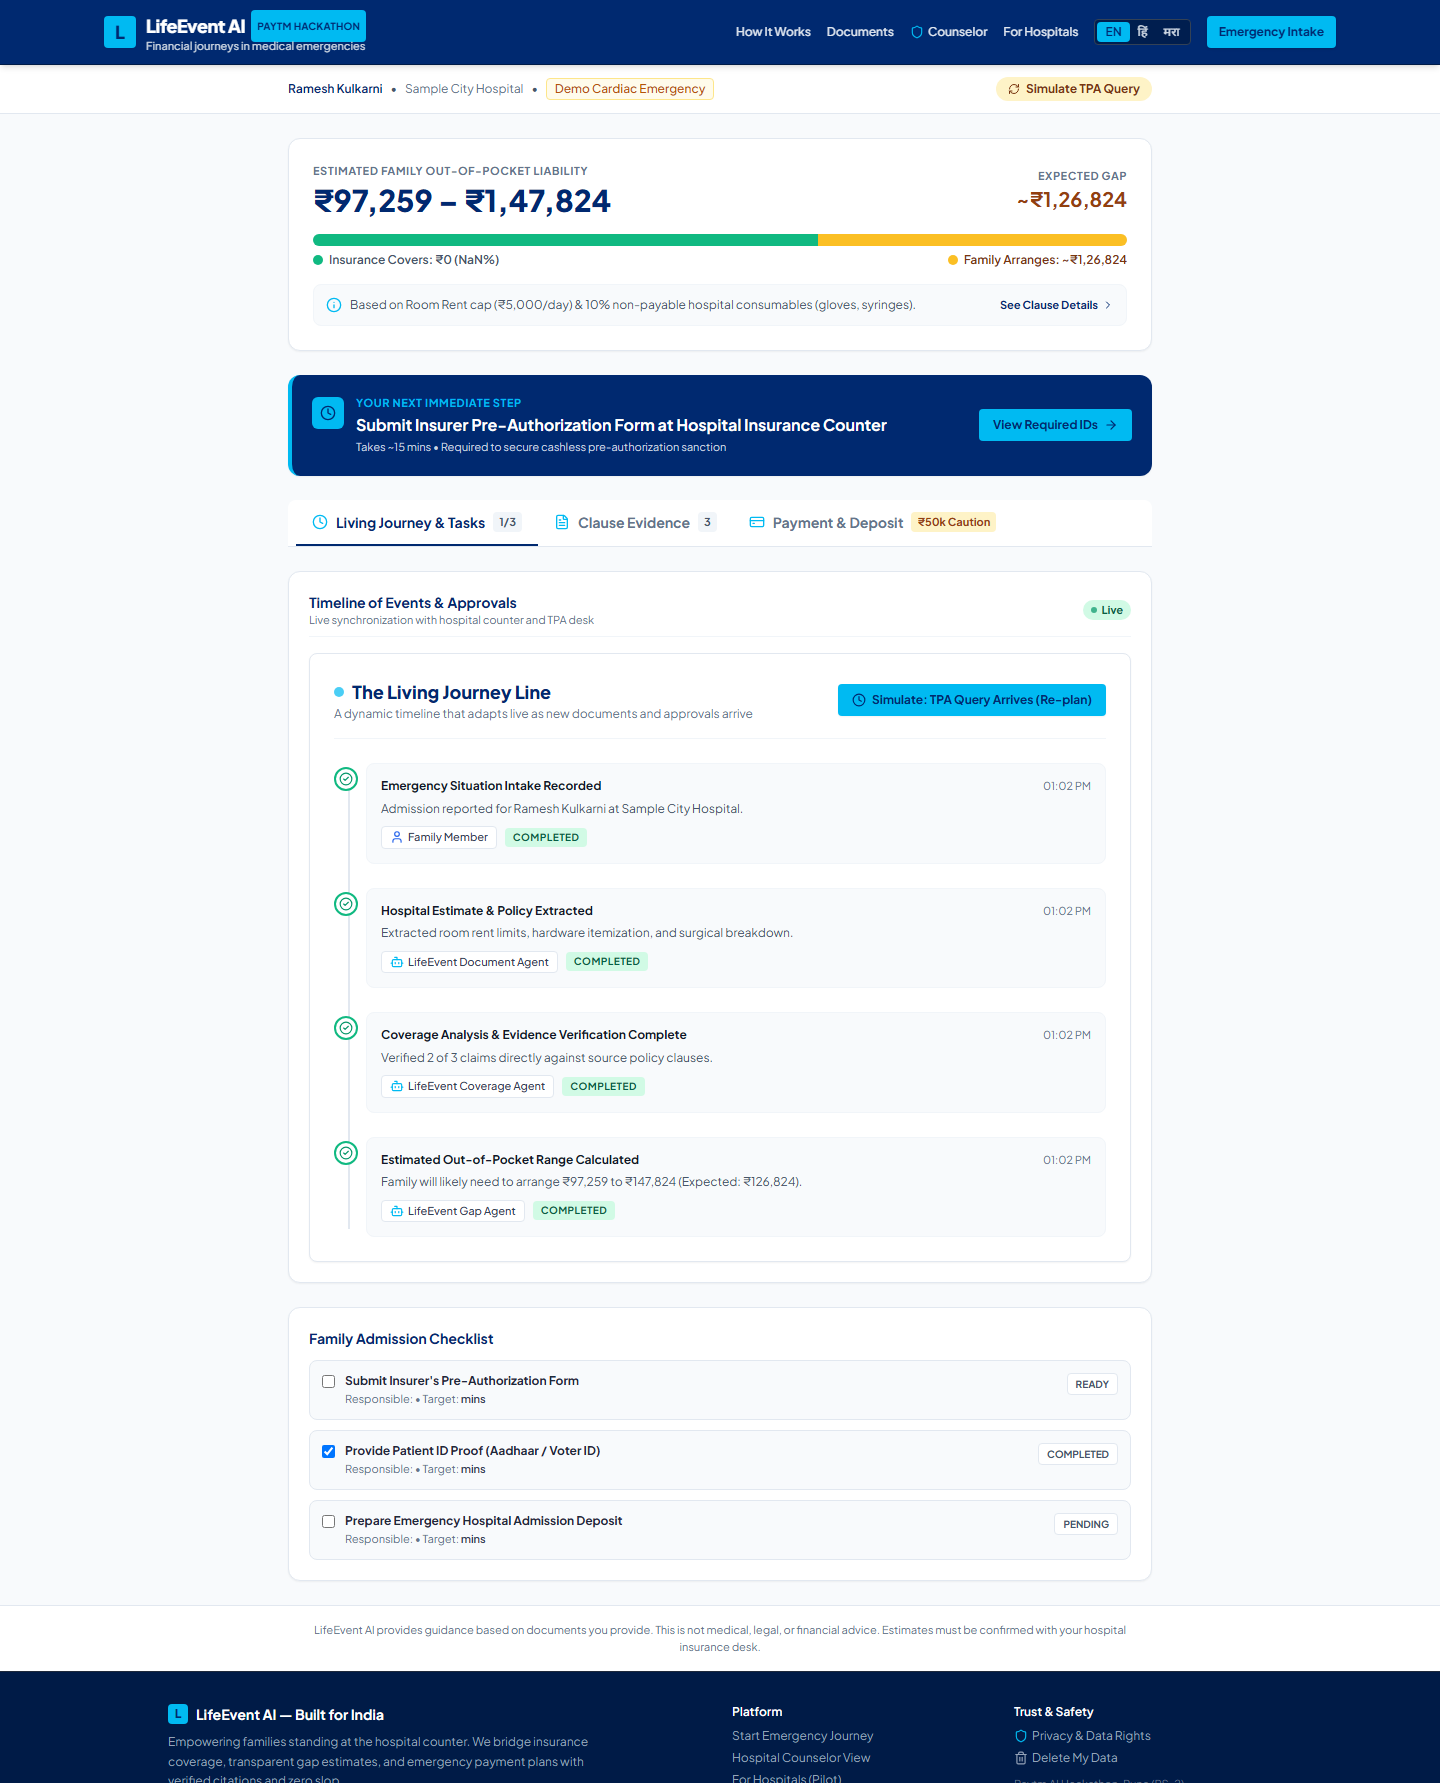 L
LifeEvent AI
PAYTM HACKATHON
Financial journeys in medical emergencies
How It Works
Documents
Counselor
For Hospitals
EN
हिं
मरा
Emergency Intake
Ramesh Kulkarni • Sample City Hospital • Demo Cardiac Emergency
Simulate TPA Query
ESTIMATED FAMILY OUT-OF-POCKET LIABILITY
₹97,259 – ₹1,47,824
EXPECTED GAP
~₹1,26,824
Insurance Covers: ₹0 (NaN%)
Family Arranges: ~₹1,26,824
Based on Room Rent cap (₹5,000/day) & 10% non-payable hospital consumables (gloves, syringes).
See Clause Details
YOUR NEXT IMMEDIATE STEP
Submit Insurer Pre-Authorization Form at Hospital Insurance Counter
Takes ~15 mins • Required to secure cashless pre-authorization sanction
View Required IDs
Living Journey & Tasks 1/3
Clause Evidence 3
Payment & Deposit ₹50k Caution
Timeline of Events & Approvals
Live synchronization with hospital counter and TPA desk
Live
The Living Journey Line
A dynamic timeline that adapts live as new documents and approvals arrive
Simulate: TPA Query Arrives (Re-plan)
Emergency Situation Intake Recorded
01:02 PM
Admission reported for Ramesh Kulkarni at Sample City Hospital.
Family Member
COMPLETED
Hospital Estimate & Policy Extracted
01:02 PM
Extracted room rent limits, hardware itemization, and surgical breakdown.
LifeEvent Document Agent
COMPLETED
Coverage Analysis & Evidence Verification Complete
01:02 PM
Verified 2 of 3 claims directly against source policy clauses.
LifeEvent Coverage Agent
COMPLETED
Estimated Out-of-Pocket Range Calculated
01:02 PM
Family will likely need to arrange ₹97,259 to ₹147,824 (Expected: ₹126,824).
LifeEvent Gap Agent
COMPLETED
Family Admission Checklist
Submit Insurer's Pre-Authorization Form
READY
Responsible: • Target: mins
Provide Patient ID Proof (Aadhaar / Voter ID)
COMPLETED
Responsible: • Target: mins
Prepare Emergency Hospital Admission Deposit
PENDING
Responsible: • Target: mins
LifeEvent AI provides guidance based on documents you provide. This is not medical, legal, or financial advice. Estimates must be confirmed with your hospital
insurance desk.
L
LifeEvent AI — Built for India
Empowering families standing at the hospital counter. We bridge insurance
coverage, transparent gap estimates, and emergency payment plans with
verified citations and zero slop.
Platform
Start Emergency Journey
Hospital Counselor View
For Hospitals (Pilot)
Trust & Safety
Privacy & Data Rights
Delete My Data